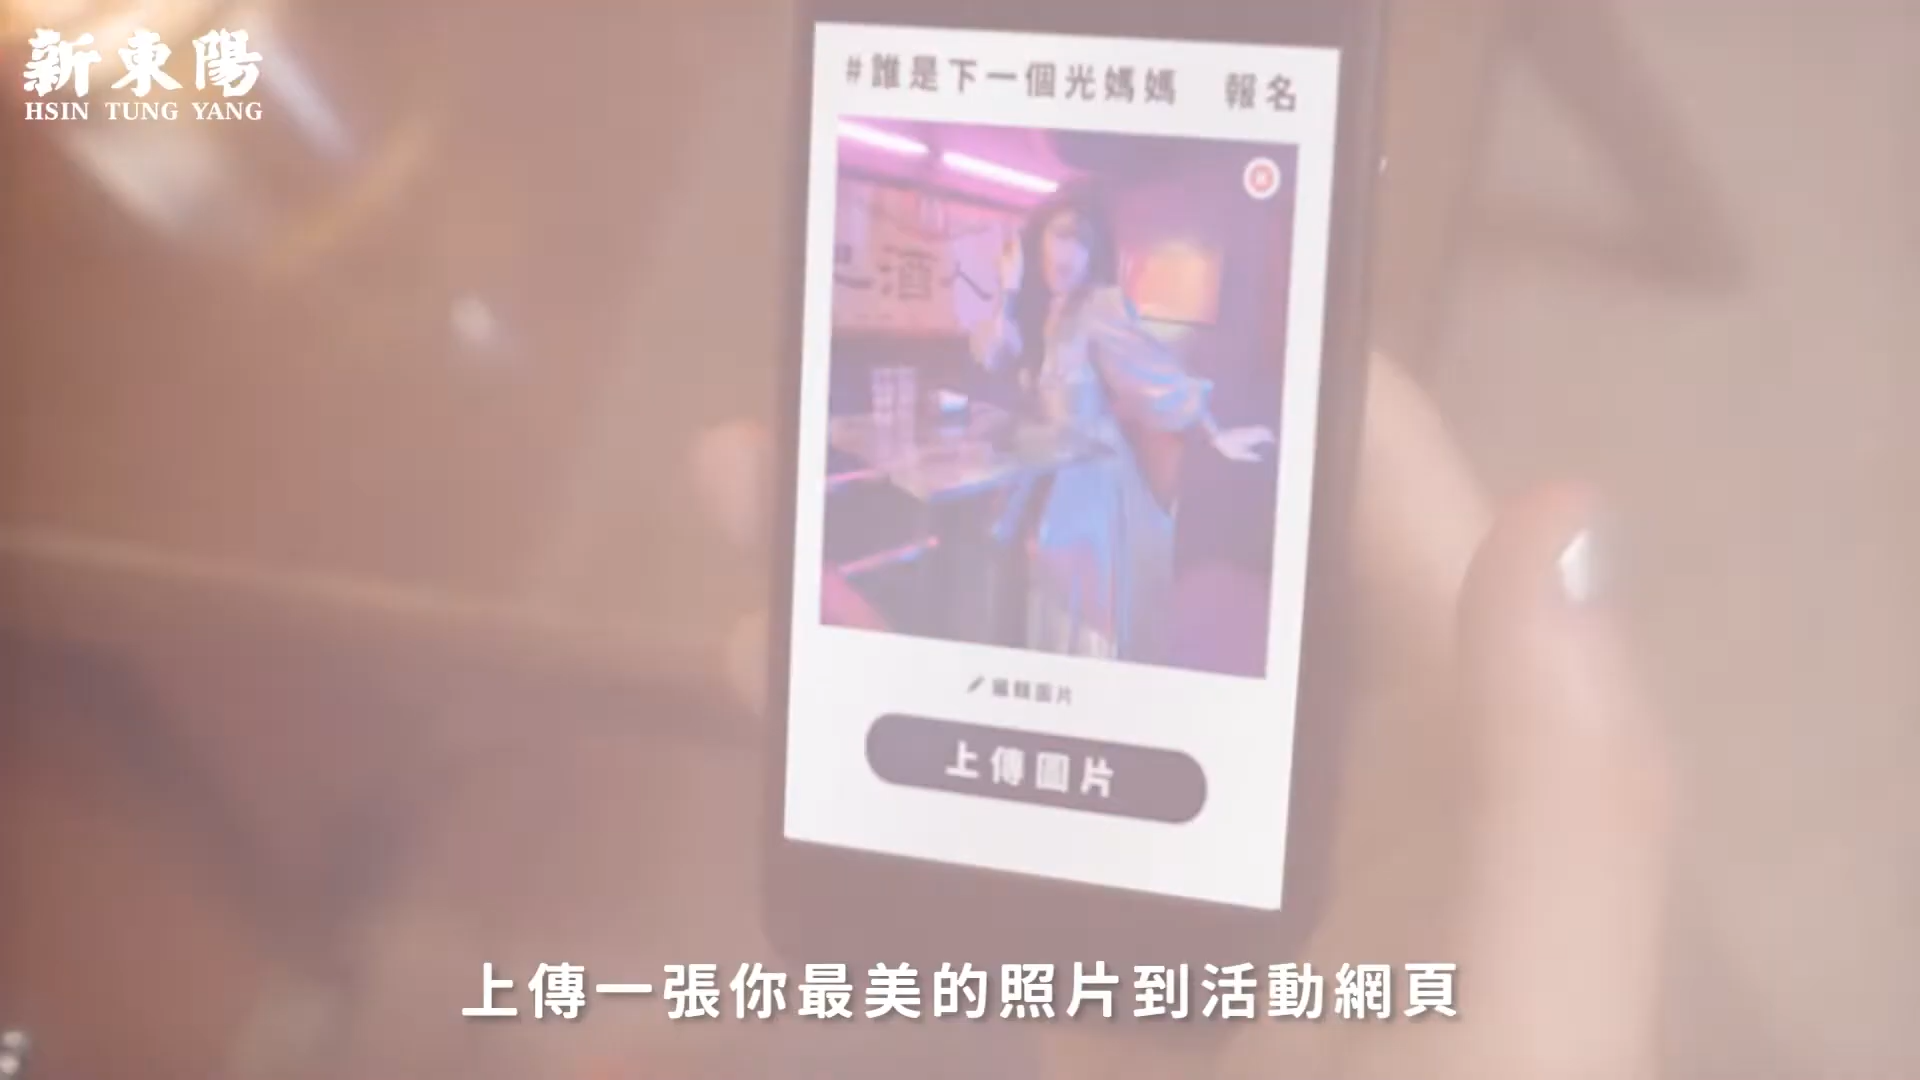 新東陽
HSIN TUNG YANG
#誰是下一個光媽媽 報名
酒人
編輯圖片
上傳圖片
上傳一張你最美的照片到活動網頁